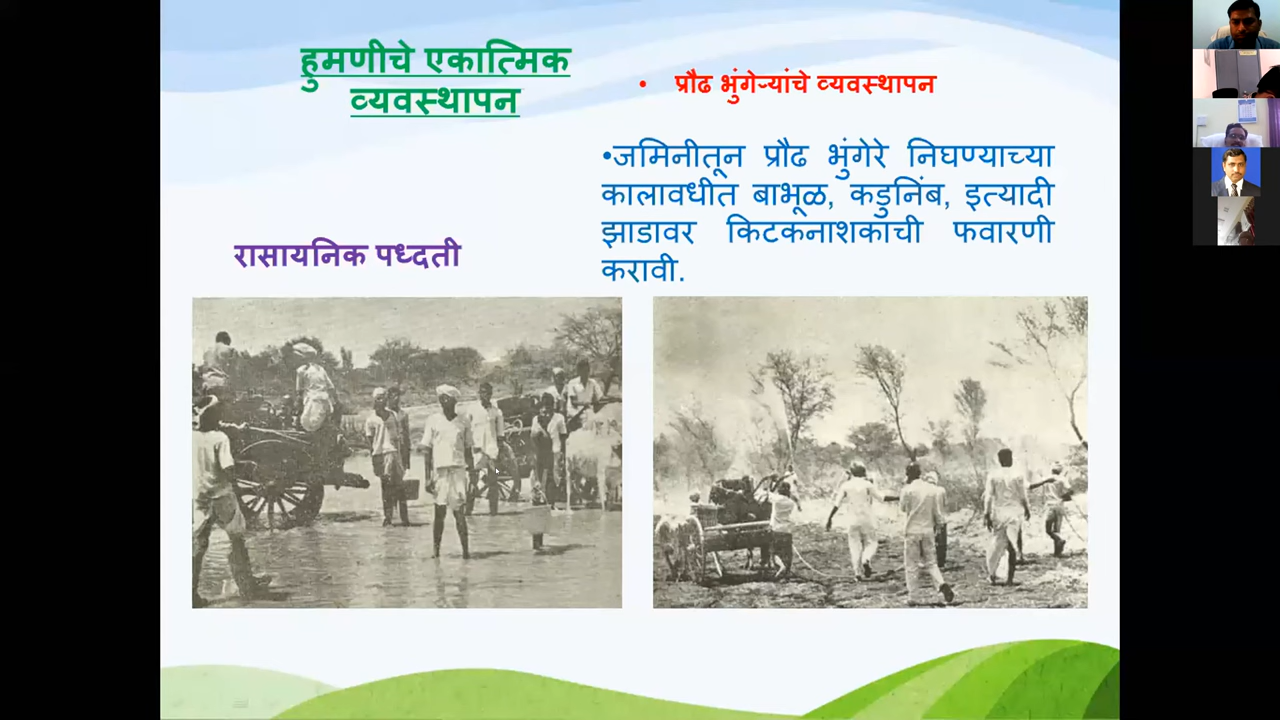 हुमणीचे एकात्मिक
व्यवस्थापन
• प्रौढ भुंगेऱ्यांचे व्यवस्थापन
•जमिनीतून प्रौढ भुंगेरे निघण्याच्या
कालावधीत बाभूळ, कडुनिंब, इत्यादी
झाडावर किटकनाशकाची फवारणी
करावी.
रासायनिक पध्दती